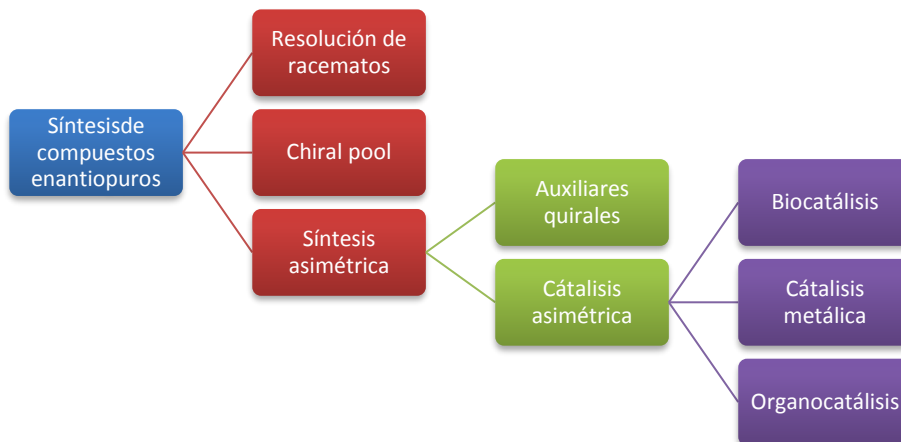 Resolución de
racematos
Síntesisde
compuestos
enantiopuros
Chiral pool
Síntesis
asimétrica
Auxiliares
quirales
Cátalisis
asimétrica
Biocatálisis
Cátalisis
metálica
Organocatálisis